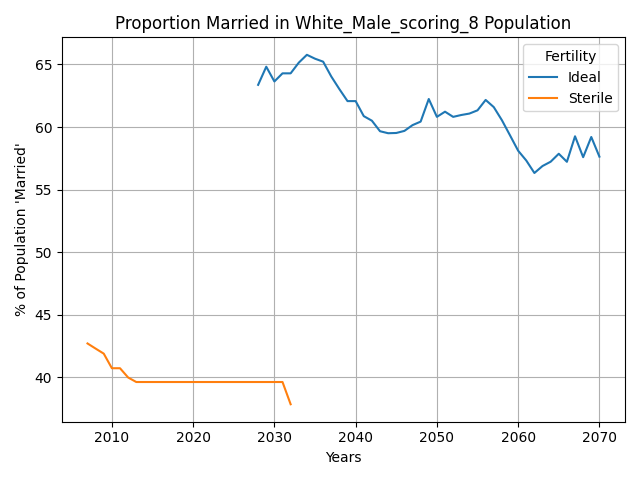 Proportion Married in White_Male_scoring_8 Population
% of Population 'Married'
65
60
55
50
45
40
Fertility
Ideal
Sterile
2010 2020 2030 2040 2050 2060 2070
Years